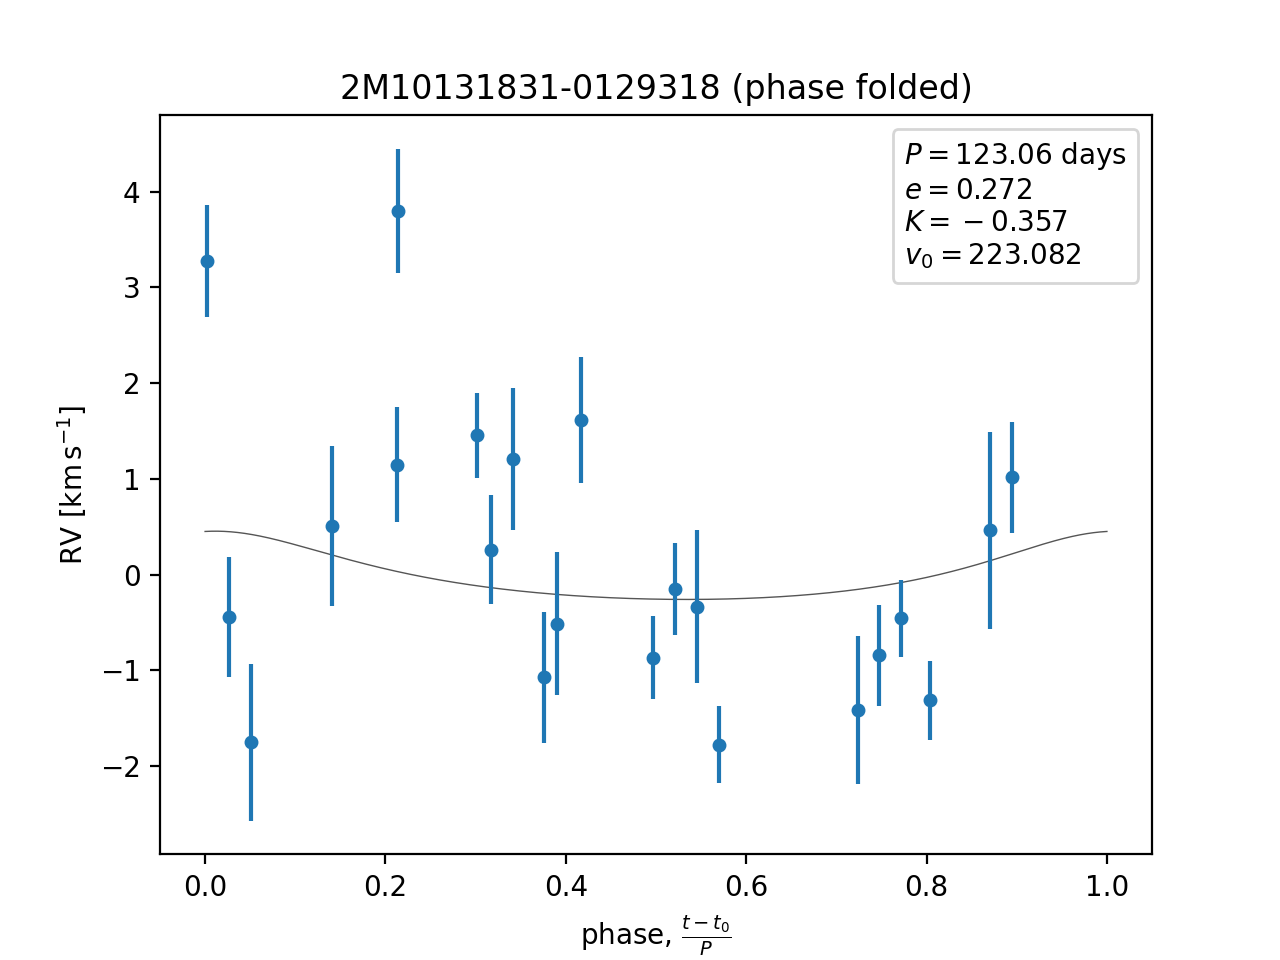 2M10131831-0129318 (phase folded)
P = 123.06 days
e = 0.272
K = −0.357
v₀ = 223.082
4
3
2
1
0
−1
−2
RV [km s⁻¹]
0.0 0.2 0.4 0.6 0.8 1.0
phase, (t − t₀)/P